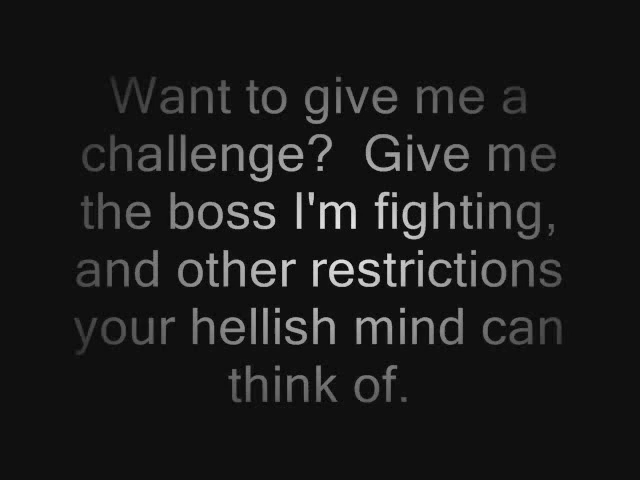 Want to give me a
challenge?  Give me
the boss I'm fighting,
and other restrictions
your hellish mind can
think of.